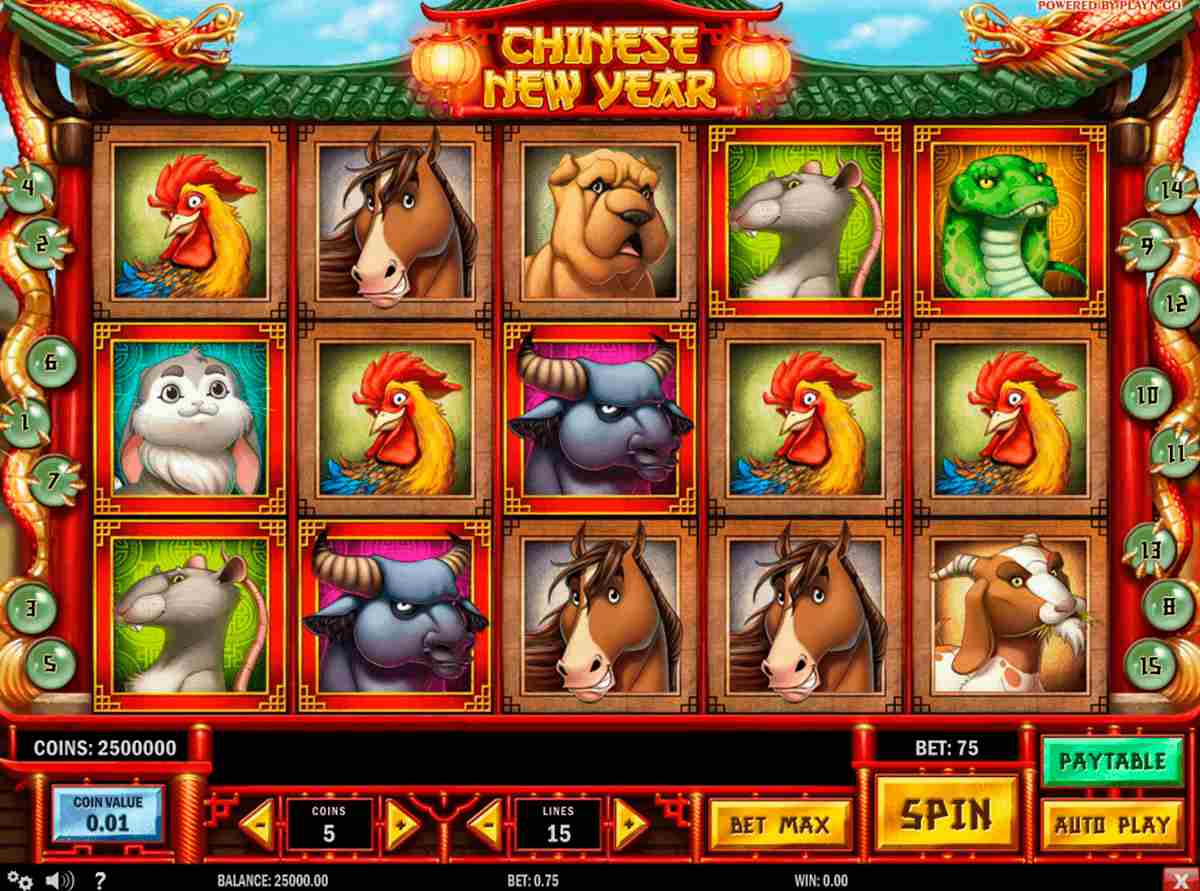 POWERED BY PLAY'N GO
CHINESE
NEW YEAR
4
14
2
9
12
6
10
1
11
7
13
3
8
5
15
COINS: 2500000
BET: 75
PAYTABLE
COIN VALUE
0.01
COINS
5
LINES
15
-
+
-
+
BET MAX
SPIN
AUTO PLAY
?
BALANCE: 25000.00
BET: 0.75
WIN: 0.00
X